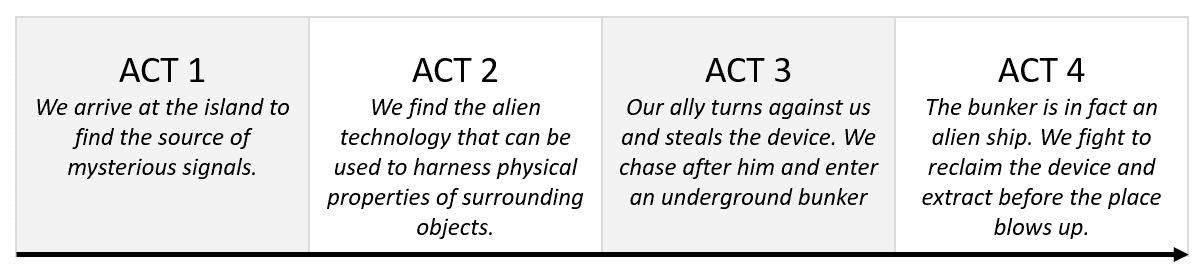 ACT 1
We arrive at the island to
find the source of
mysterious signals.
ACT 2
We find the alien
technology that can be
used to harness physical
properties of surrounding
objects.
ACT 3
Our ally turns against us
and steals the device. We
chase after him and enter
an underground bunker
ACT 4
The bunker is in fact an
alien ship. We fight to
reclaim the device and
extract before the place
blows up.